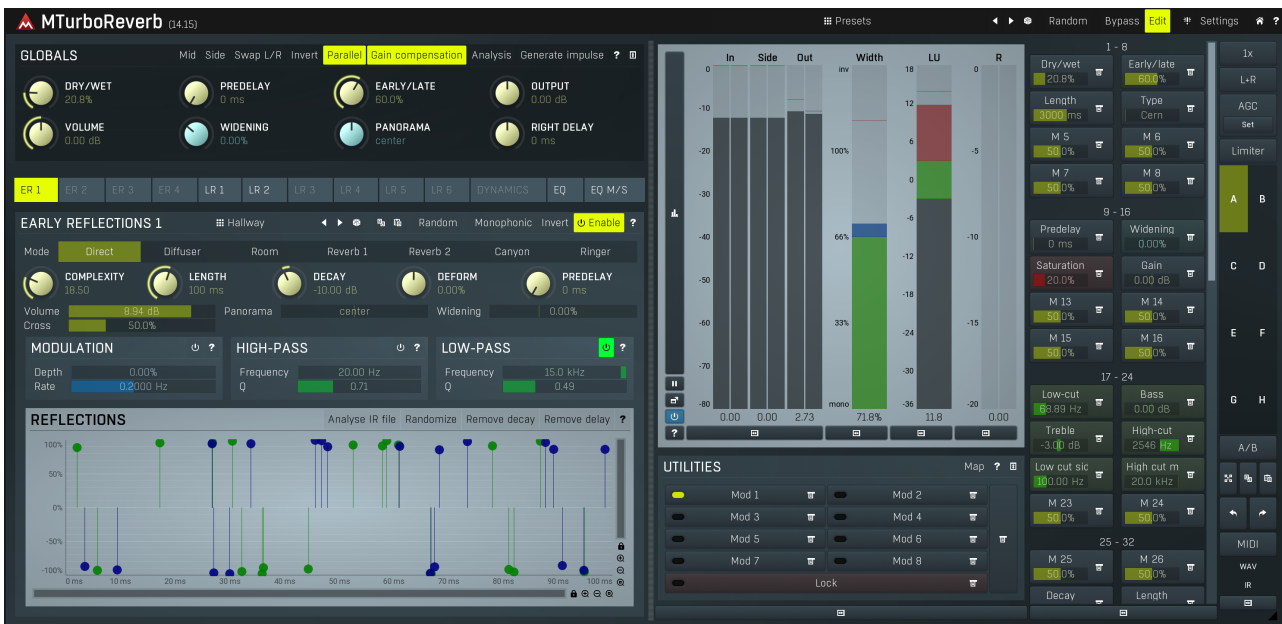 MTurboReverb (14.15) Presets Random Bypass Edit Settings ?
GLOBALS Mid Side Swap L/R Invert Parallel Gain compensation Analysis Generate impulse ?
DRY/WET 20.8% PREDELAY 0 ms EARLY/LATE 60.0% OUTPUT 0.00 dB
VOLUME 0.00 dB WIDENING 0.00% PANORAMA center RIGHT DELAY 0 ms
ER 1 ER 2 ER 3 ER 4 LR 1 LR 2 LR 3 LR 4 LR 5 LR 6 DYNAMICS EQ EQ M/S
EARLY REFLECTIONS 1 Hallway Random Monophonic Invert Enable ?
Mode Direct Diffuser Room Reverb 1 Reverb 2 Canyon Ringer
COMPLEXITY 18.50 LENGTH 100 ms DECAY -10.00 dB DEFORM 0.00% PREDELAY 0 ms
Volume 8.94 dB Panorama center Widening 0.00%
Cross 50.0%
MODULATION ? HIGH-PASS ? LOW-PASS ?
Depth 0.00% Frequency 20.00 Hz Frequency 15.0 kHz
Rate 0.2000 Hz Q 0.71 Q 0.49
REFLECTIONS Analyse IR file Randomize Remove decay Remove delay ?
100%
50%
0%
-50%
-100%
0 ms 10 ms 20 ms 30 ms 40 ms 50 ms 60 ms 70 ms 80 ms 90 ms 100 ms
In Side Out Width LU R
0 -10 -20 -30 -40 -50 -60 -70 -80
inv 100% 66% 33% mono
18 12 6 0 -6 -12 -18 -24 -30 -36
0 -5 -10 -15 -20
0.00 0.00 2.73 71.8% 11.8 0.00
?
UTILITIES Map ?
Mod 1 Mod 2
Mod 3 Mod 4
Mod 5 Mod 6
Mod 7 Mod 8
Lock
1 - 8
Dry/wet 20.8% Early/late 60.0%
Length 3000 ms Type Cern
M 5 50.0% M 6 50.0%
M 7 50.0% M 8 50.0%
9 - 16
Predelay 0 ms Widening 0.00%
Saturation 20.0% Gain 0.00 dB
M 13 50.0% M 14 50.0%
M 15 50.0% M 16 50.0%
17 - 24
Low-cut 68.89 Hz Bass 0.00 dB
Treble -3.00 dB High-cut 2546 Hz
Low cut sid 100.00 Hz High cut m 20.0 kHz
M 23 50.0% M 24 50.0%
25 - 32
M 25 50.0% M 26 50.0%
Decay Length
1x
L+R
AGC
Set
Limiter
A B
C D
E F
G H
A/B
MIDI
WAV
IR